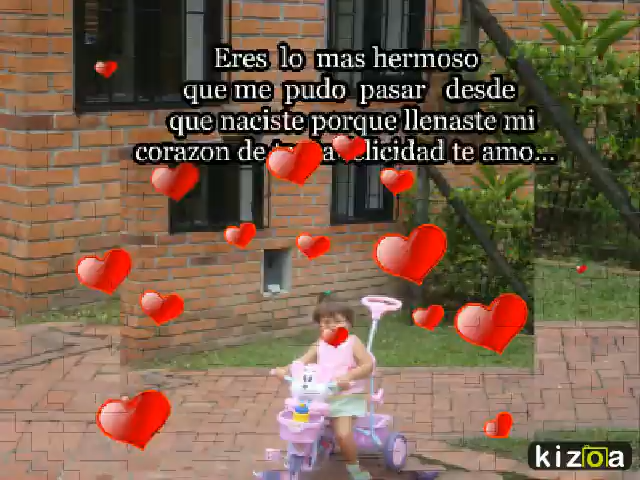 Eres lo mas hermoso
que me pudo pasar desde
que naciste porque llenaste mi
corazon de te amo...
kizoa